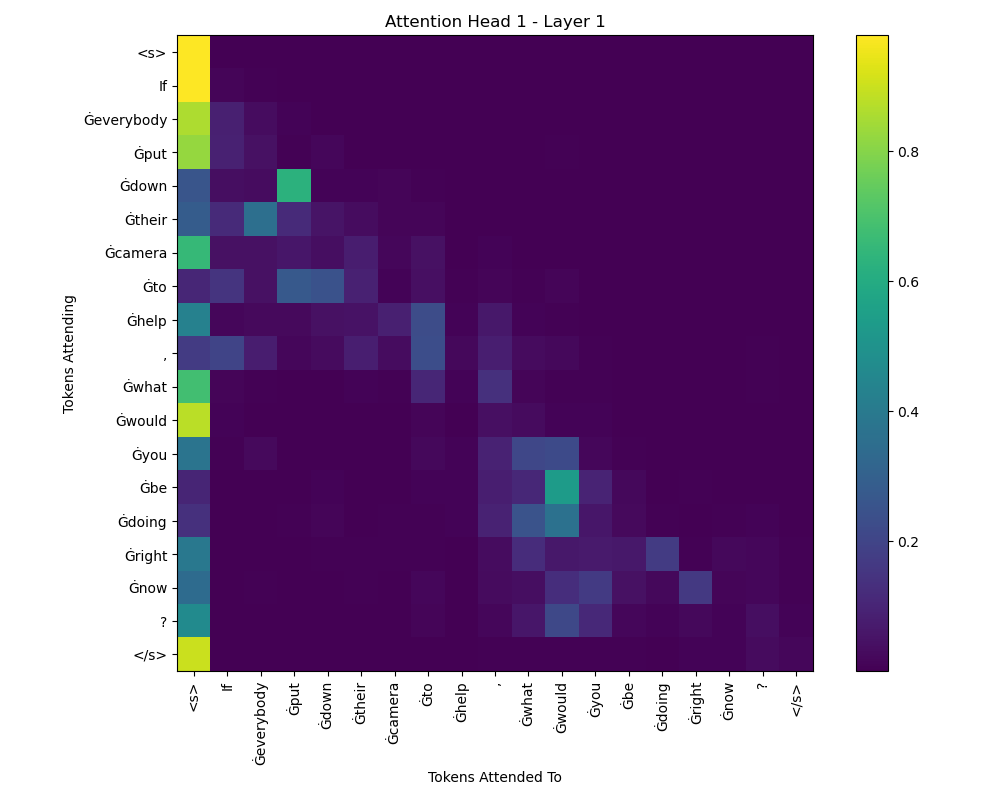 Attention Head 1 - Layer 1
<s>
If
Ġeverybody
Ġput
Ġdown
Ġtheir
Ġcamera
Ġto
Ġhelp
,
Ġwhat
Ġwould
Ġyou
Ġbe
Ġdoing
Ġright
Ġnow
?
</s>
Tokens Attending
<s>
If
Ġeverybody
Ġput
Ġdown
Ġtheir
Ġcamera
Ġto
Ġhelp
,
Ġwhat
Ġwould
Ġyou
Ġbe
Ġdoing
Ġright
Ġnow
?
</s>
Tokens Attended To
0.8
0.6
0.4
0.2